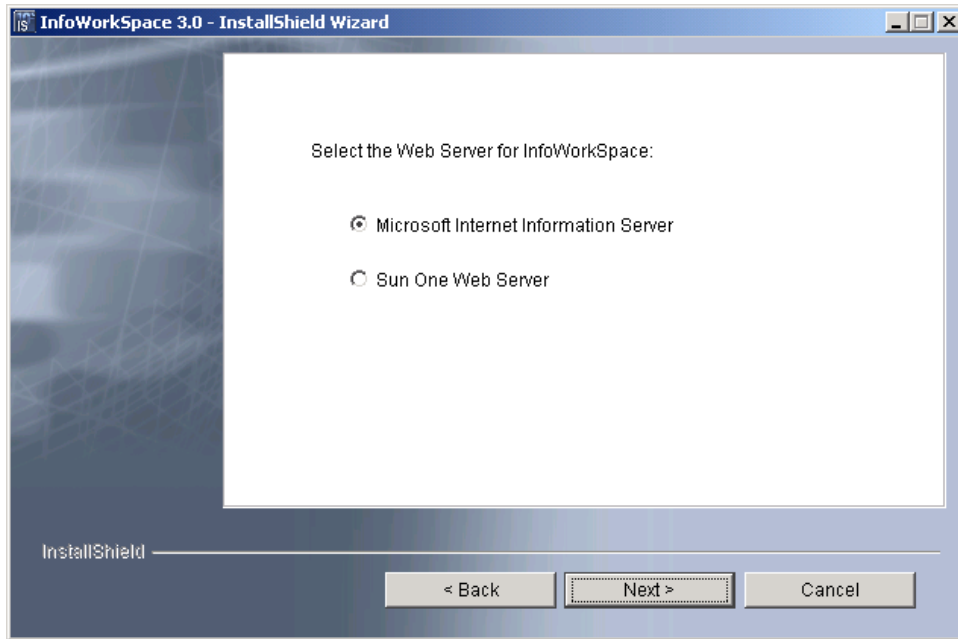 InfoWorkSpace 3.0 - InstallShield Wizard
Select the Web Server for InfoWorkSpace:
Microsoft Internet Information Server
Sun One Web Server
InstallShield
< Back Next > Cancel